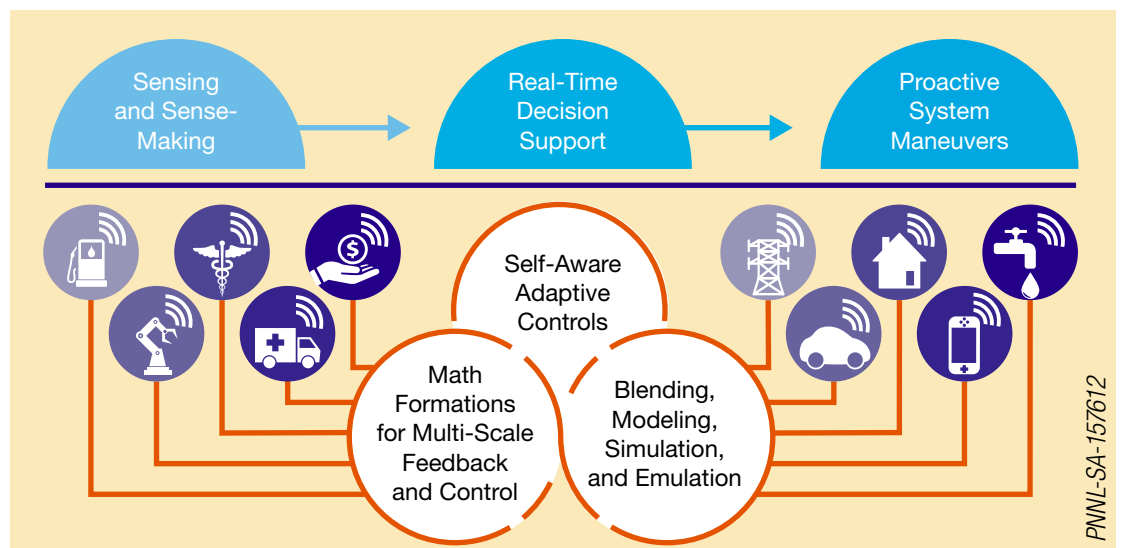 Sensing
and Sense-
Making
Real-Time
Decision
Support
Proactive
System
Maneuvers
$
Self-Aware
Adaptive
Controls
Math
Formations
for Multi-Scale
Feedback
and Control
Blending,
Modeling,
Simulation,
and Emulation
PNNL-SA-157612